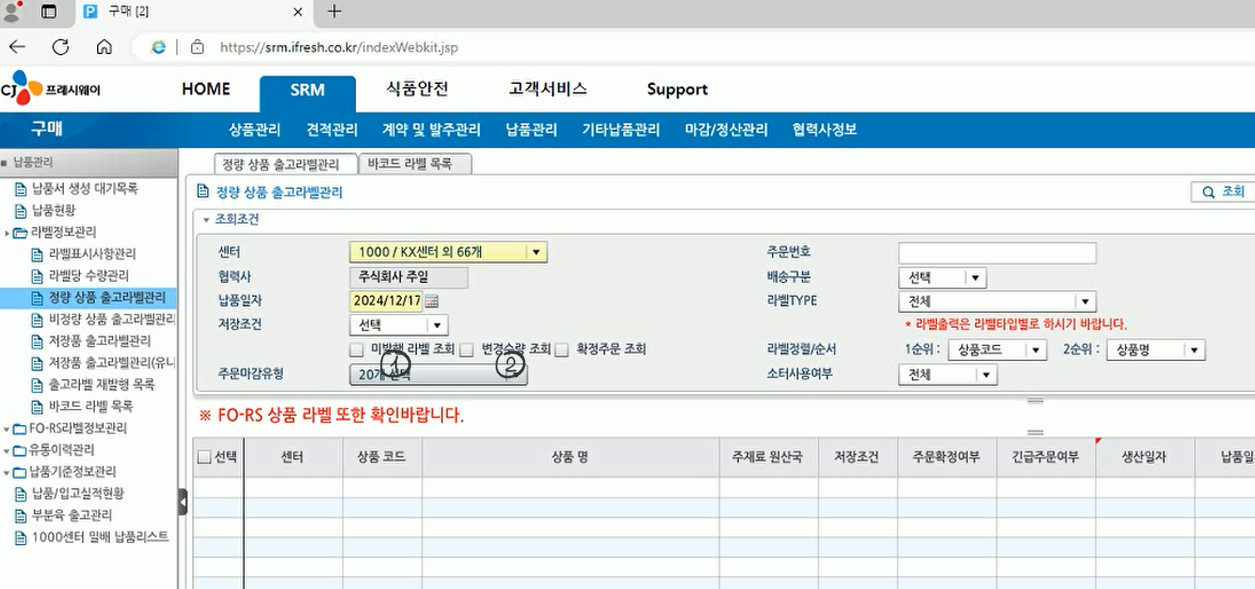 구매 [2]
https://srm.ifresh.co.kr/indexWebkit.jsp
CJ 프레시웨이 HOME SRM 식품안전 고객서비스 Support
구매 상품관리 견적관리 계약 및 발주관리 납품관리 기타납품관리 마감/정산관리 협력사정보
납품관리
납품서 생성 대기목록
납품현황
라벨정보관리
라벨표시사항관리
라벨당 수량관리
정량 상품 출고라벨관리
비정량 상품 출고라벨관리
저장품 출고라벨관리
저장품 출고라벨관리(유니
출고라벨 재발행 목록
바코드 라벨 목록
FO-RS라벨정보관리
유통이력관리
납품기준정보관리
납품/입고실적현황
부분육 출고관리
1000센터 일배 납품리스트
정량 상품 출고라벨관리 바코드 라벨 목록
정량 상품 출고라벨관리 조회
조회조건
센터 1000 / KX센터 외 66개 주문번호
협력사 주식회사 주일 배송구분 선택
납품일자 2024/12/17 라벨TYPE 전체
저장조건 선택 * 라벨출력은 라벨타입별로 하시기 바랍니다.
미발행 라벨 조회 변경수량 조회 확정주문 조회 라벨정렬/순서 1순위 : 상품코드 2순위 : 상품명
① ②
주문마감유형 20개 선택 소터사용여부 전체
※ FO-RS 상품 라벨 또한 확인바랍니다.
선택 센터 상품 코드 상품 명 주재료 원산국 저장조건 주문확정여부 긴급주문여부 생산일자 납품일